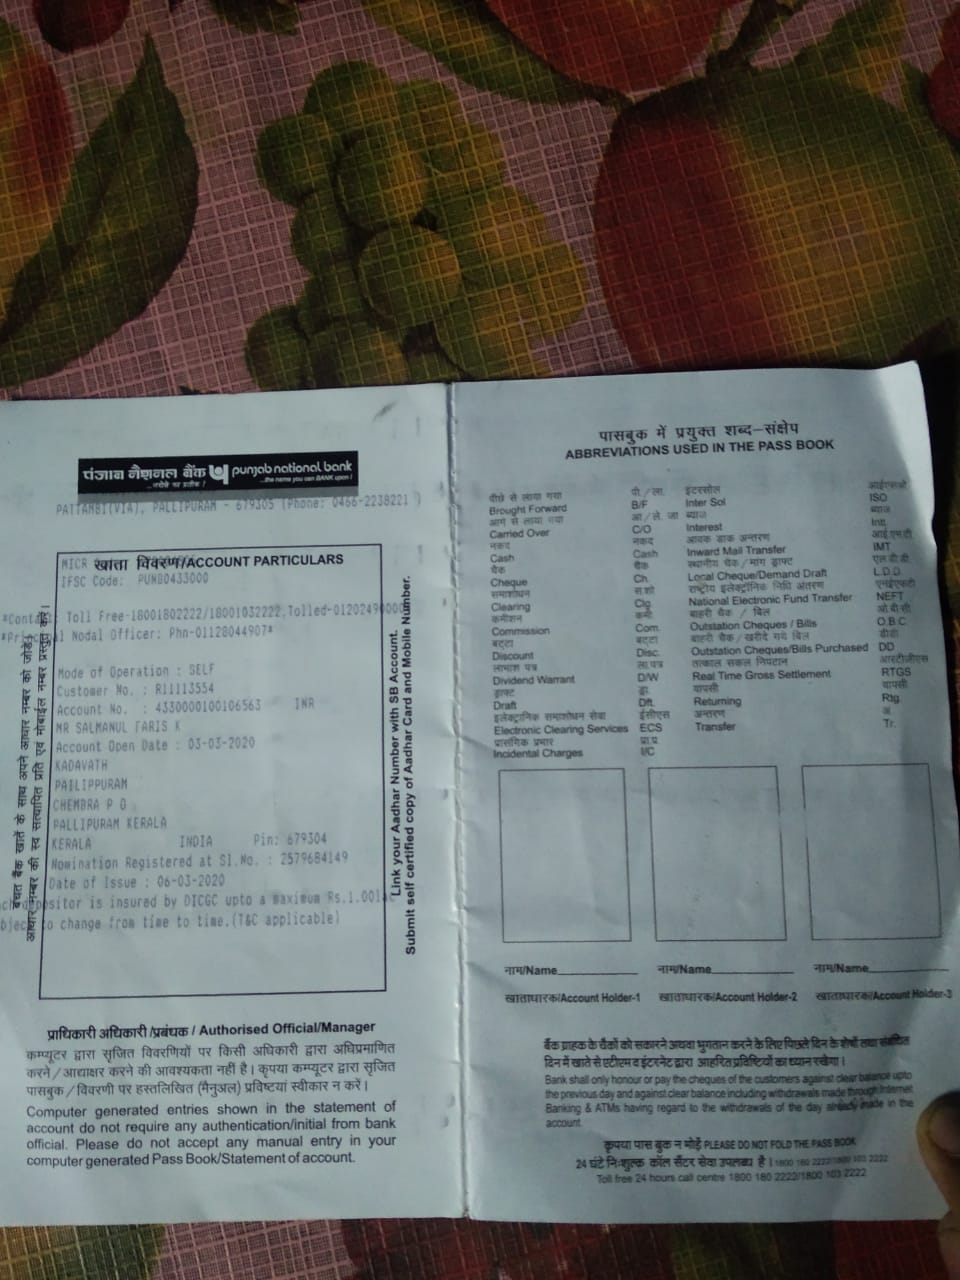 पंजाब नैशनल बैंक punjab national bank
...भरोसे का प्रतीक ! ...the name you can BANK upon !
PATTAMBI(VIA), PALLIPURAM - 679305 (Phone: 0466-2238221 )
खाता विवरण/ACCOUNT PARTICULARS
MICR
IFSC Code: PUNB0433000
Toll Free-18001802222/18001032222,Tolled-01202490000
Nodal Officer: Phn-01128044907*
Mode of Operation : SELF
Customer No. : R11113554
Account No. : 4330000100106563 INR
MR SALMANUL FARIS K
Account Open Date : 03-03-2020
KADAVATH
PAILIPPURAM
CHEMBRA P O
PALLIPURAM KERALA
KERALA INDIA Pin: 679304
Nomination Registered at Sl.No. : 2579684149
Date of Issue : 06-03-2020
depositor is insured by DICGC upto a maximum Rs.1.00
to change from time to time.(T&C applicable)
बचत बैंक खातें के साथ अपने आधार नम्बर को जोड़ें
आधार नम्बर की स्व सत्यापित प्रति एवं मोबाईल नम्बर प्रस्तुत करें।
Link your Aadhar Number with SB Account.
Submit self certified copy of Aadhar Card and Mobile Number.
प्राधिकारी अधिकारी/प्रबंधक / Authorised Official/Manager
कम्प्यूटर द्वारा सृजित विवरणियों पर किसी अधिकारी द्वारा अधिप्रमाणित
करने/आद्याक्षर करने की आवश्यकता नहीं है। कृपया कम्प्यूटर द्वारा सृजित
पासबुक/विवरणी पर हस्तलिखित (मैनुअल) प्रविष्टयां स्वीकार न करें।
Computer generated entries shown in the statement of
account do not require any authentication/initial from bank
official. Please do not accept any manual entry in your
computer generated Pass Book/Statement of account.
पासबुक में प्रयुक्त शब्द-संक्षेप
ABBREVIATIONS USED IN THE PASS BOOK
पीछे से लाया गया पी./ला. इंटरसोल आईएसओ
Brought Forward B/F Inter Sol ISO
आगे से लाया गया आ/ले. जा ब्याज ब्याज
Carried Over C/O Interest Intt.
नकद नकद आवक डाक अन्तरण आई.एम.टी
Cash Cash Inward Mail Transfer IMT
चैक चैक स्थानीय चैक/मांग ड्राफ्ट एल.डी.डी.
Cheque Ch. Local Cheque/Demand Draft L.D.D.
समाशोधन स.शो राष्ट्रीय इलेक्ट्रॉनिक निधि अंतरण एनईएफटी
Clearing Clg National Electronic Fund Transfer NEFT
कमीशन कमी बाहरी चैक / बिल ओ.बी.सी
Commission Com. Outstation Cheques / Bills O.B.C
बट्टा बट्टा बाहरी चैक/खरीदे गये बिल डीडी
Discount Disc. Outstation Cheques/Bills Purchased DD
लाभांश पत्र ला.पत्र तत्काल सकल निपटान आरटीजीएस
Dividend Warrant D/W Real Time Gross Settlement RTGS
ड्राफ्ट ड्रा. वापसी वापसी
Draft Dft. Returning Rtg.
इलेक्ट्रानिक समाशोधन सेवा ईसीएस अन्तरण अ.
Electronic Clearing Services ECS Transfer Tr.
प्रासंगिक प्रभार प्रा.प्र
Incidental Charges I/C
नाम/Name नाम/Name नाम/Name
खाताधारक/Account Holder-1 खाताधारक/Account Holder-2 खाताधारक/Account Holder-3
बैंक ग्राहक के चैकों को सकारने अथवा भुगतान करने के लिए पिछले दिन के शेषों तथा संबंधित
दिन में खाते से एटीएम व इंटरनेट द्वारा आहरित प्रविष्टियों का ध्यान रखेगा।
Bank shall only honour or pay the cheques of the customers against clear balance upto
the previous day and against clear balance including withdrawals made through Internet
Banking & ATMs having regard to the withdrawals of the day already made in the
account.
कृपया पास बुक न मोड़ें PLEASE DO NOT FOLD THE PASS BOOK
24 घंटे निःशुल्क कॉल सैंटर सेवा उपलब्ध है। 1800 180 2222/1800 103 2222
Toll free 24 hours call centre 1800 180 2222/1800 103 2222